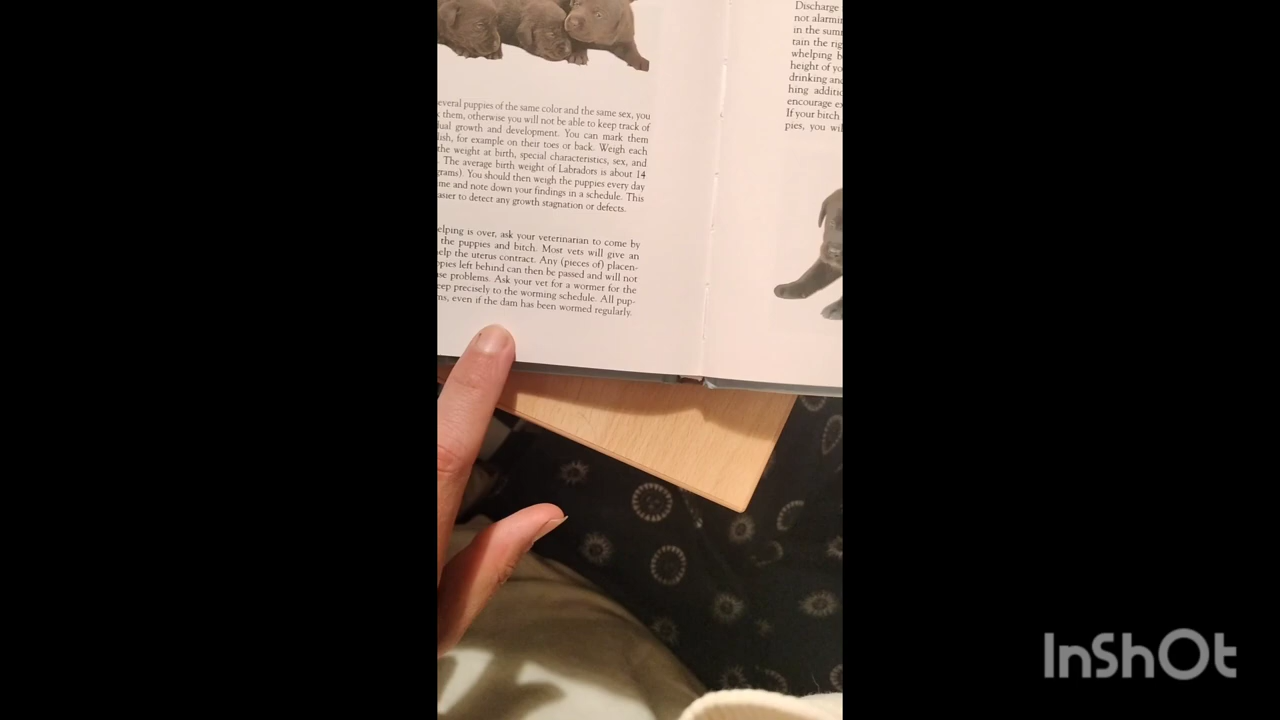 everal puppies of the same color and the same sex, you
them, otherwise you will not be able to keep track of
ual growth and development. You can mark them
ish, for example on their toes or back. Weigh each
the weight at birth, special characteristics, sex, and
The average birth weight of Labradors is about 14
grams). You should then weigh the puppies every day
me and note down your findings in a schedule. This
asier to detect any growth stagnation or defects.
elping is over, ask your veterinarian to come by
the puppies and bitch. Most vets will give an
elp the uterus contract. Any (pieces of) placen-
ppies left behind can then be passed and will not
use problems. Ask your vet for a wormer for the
eep precisely to the worming schedule. All pup-
ms, even if the dam has been wormed regularly.
Discharge
not alarmi
in the sum
tain the rig
whelping b
height of yo
drinking and
hing additi
encourage e
If your bitch
pies, you wil
InShOt